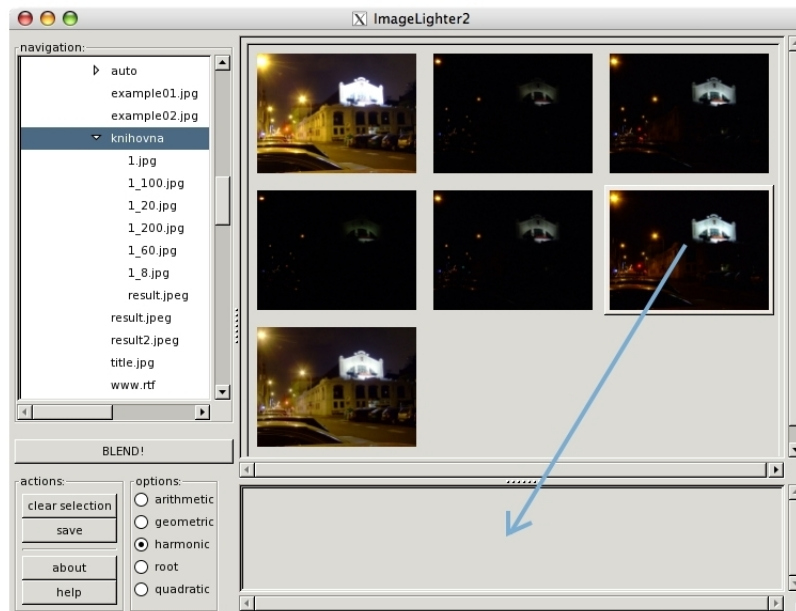 X ImageLighter2
navigation:
auto
example01.jpg
example02.jpg
knihovna
1.jpg
1_100.jpg
1_20.jpg
1_200.jpg
1_60.jpg
1_8.jpg
result.jpeg
result.jpeg
result2.jpeg
title.jpg
www.rtf
BLEND!
actions:
clear selection
save
about
help
options:
arithmetic
geometric
harmonic
root
quadratic